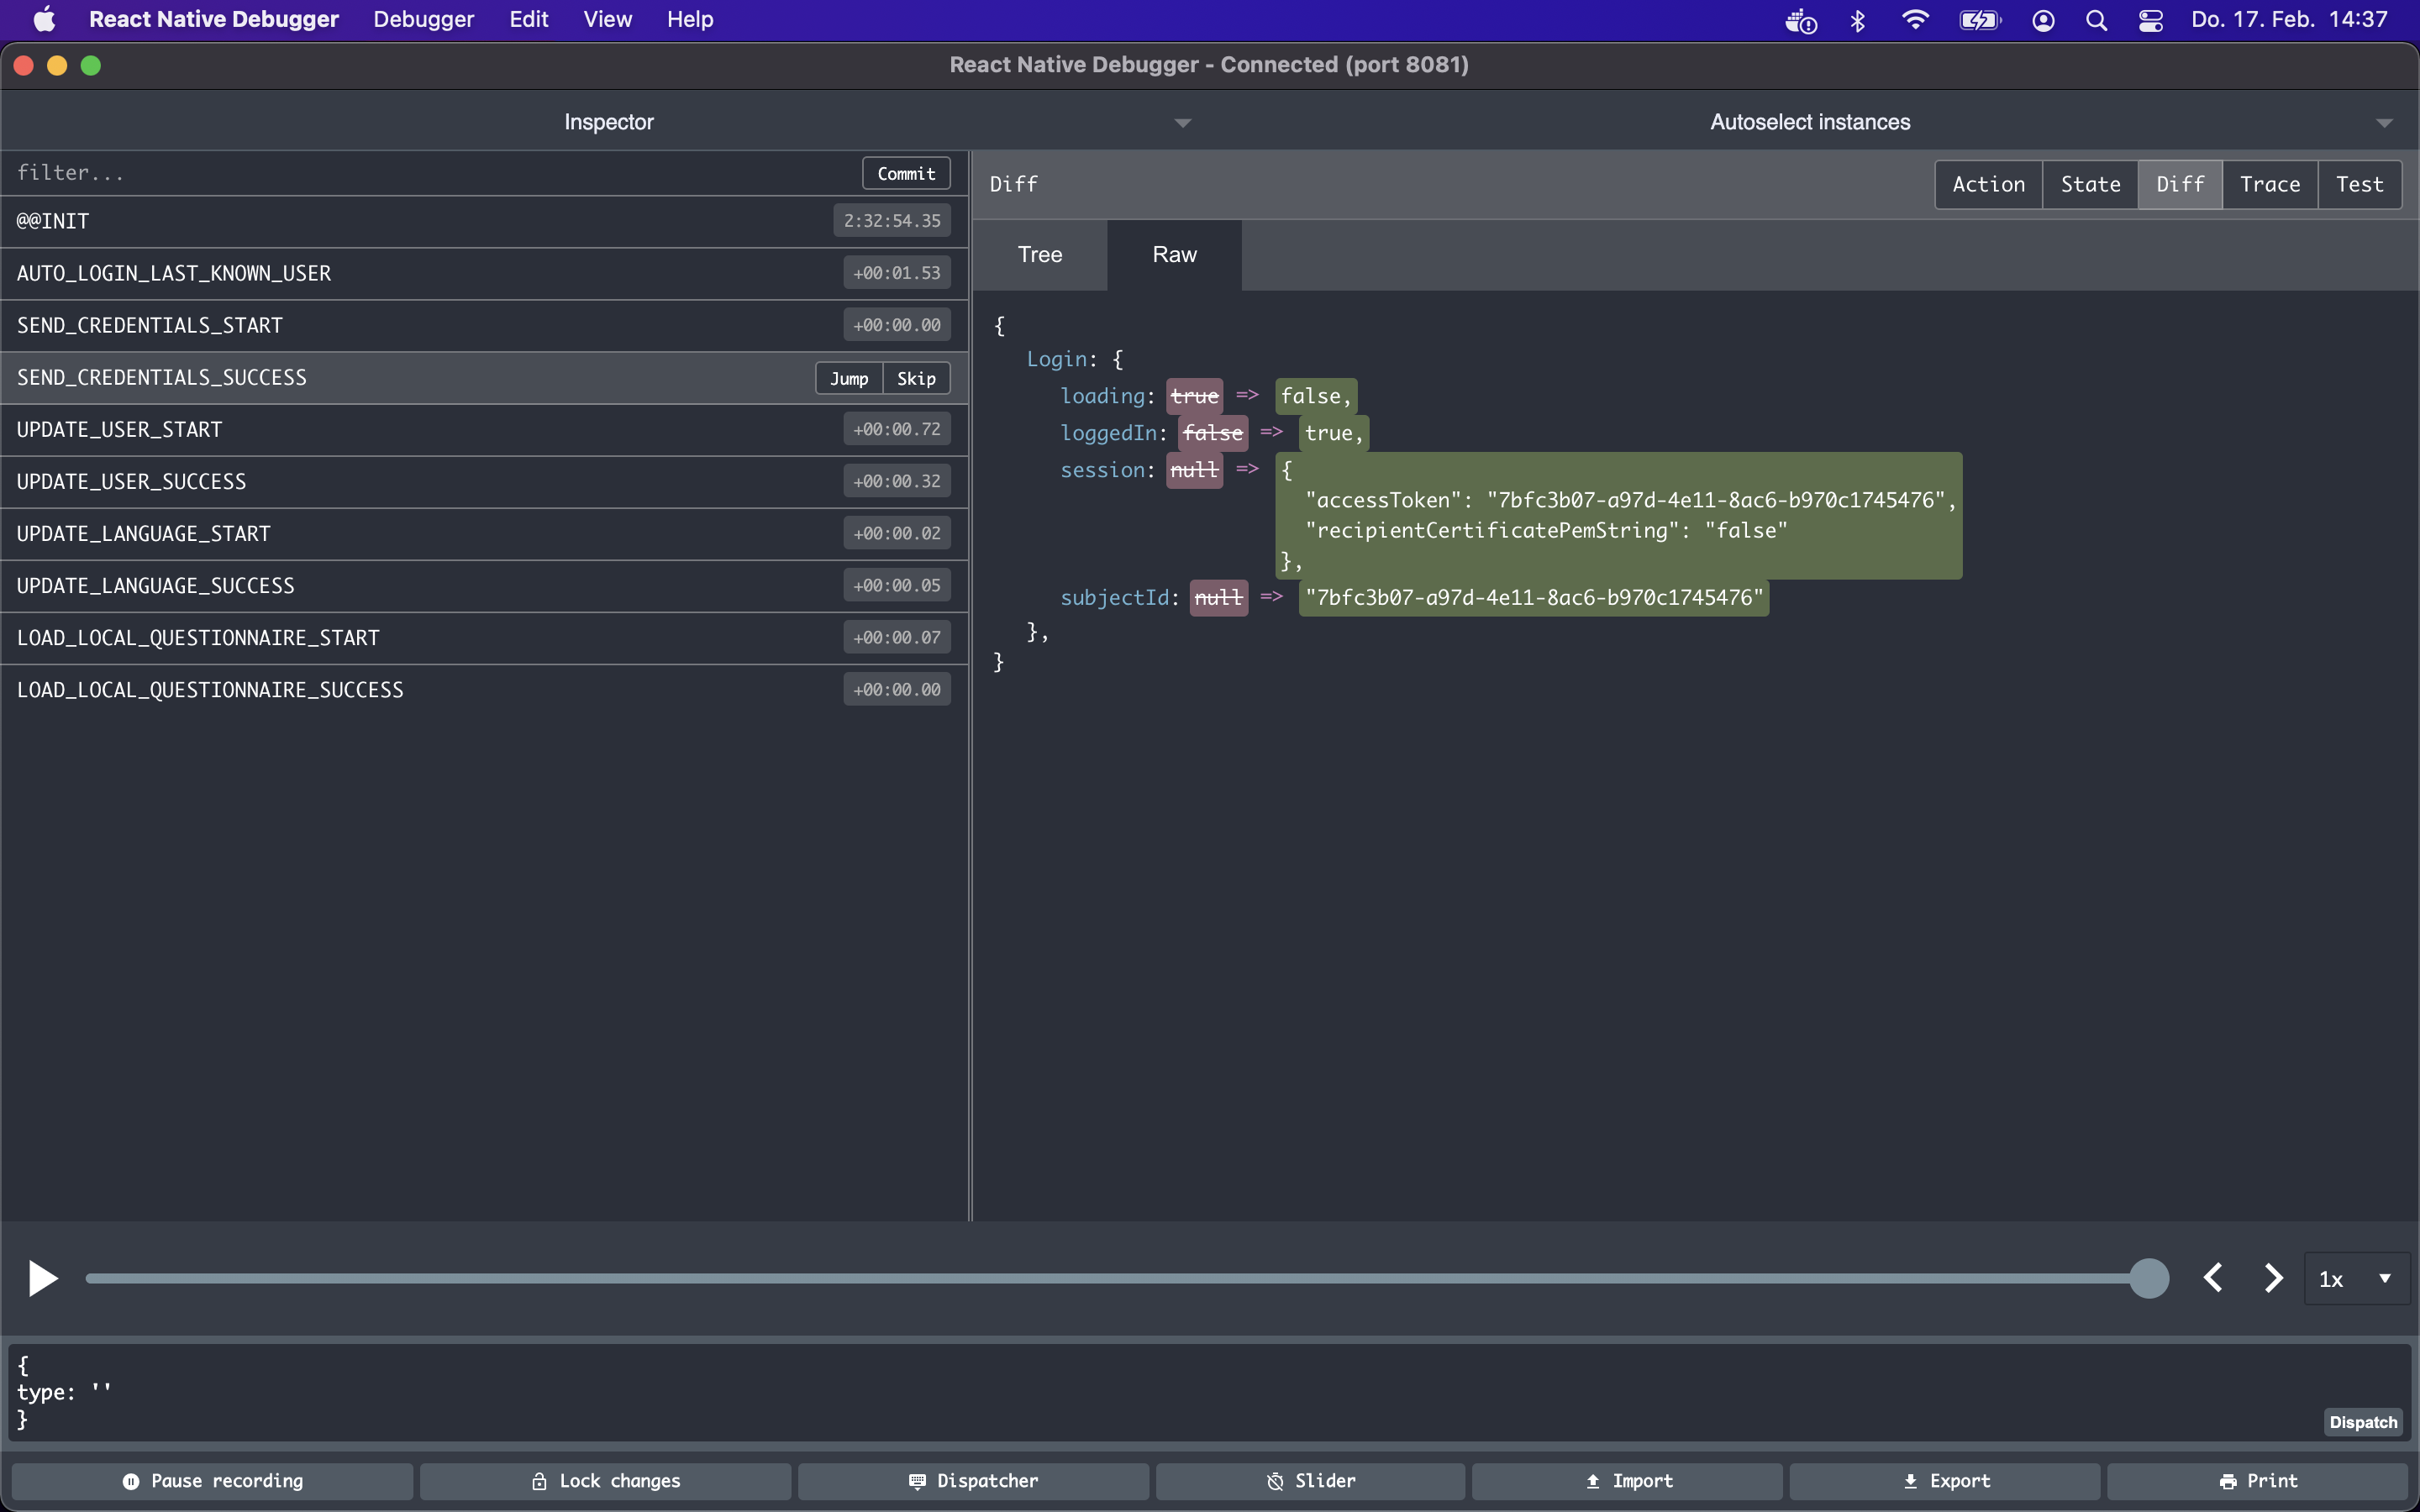 React Native Debugger Debugger Edit View Help Do. 17. Feb. 14:37
React Native Debugger - Connected (port 8081)
Inspector Autoselect instances
filter... Commit
@@INIT 2:32:54.35
AUTO_LOGIN_LAST_KNOWN_USER +00:01.53
SEND_CREDENTIALS_START +00:00.00
SEND_CREDENTIALS_SUCCESS Jump Skip
UPDATE_USER_START +00:00.72
UPDATE_USER_SUCCESS +00:00.32
UPDATE_LANGUAGE_START +00:00.02
UPDATE_LANGUAGE_SUCCESS +00:00.05
LOAD_LOCAL_QUESTIONNAIRE_START +00:00.07
LOAD_LOCAL_QUESTIONNAIRE_SUCCESS +00:00.00
Diff Action State Diff Trace Test
Tree Raw
{
Login: {
loading: true => false,
loggedIn: false => true,
session: null => {
"accessToken": "7bfc3b07-a97d-4e11-8ac6-b970c1745476",
"recipientCertificatePemString": "false"
},
subjectId: null => "7bfc3b07-a97d-4e11-8ac6-b970c1745476"
},
}
1x
{
type: ''
}
Dispatch
Pause recording Lock changes Dispatcher Slider Import Export Print